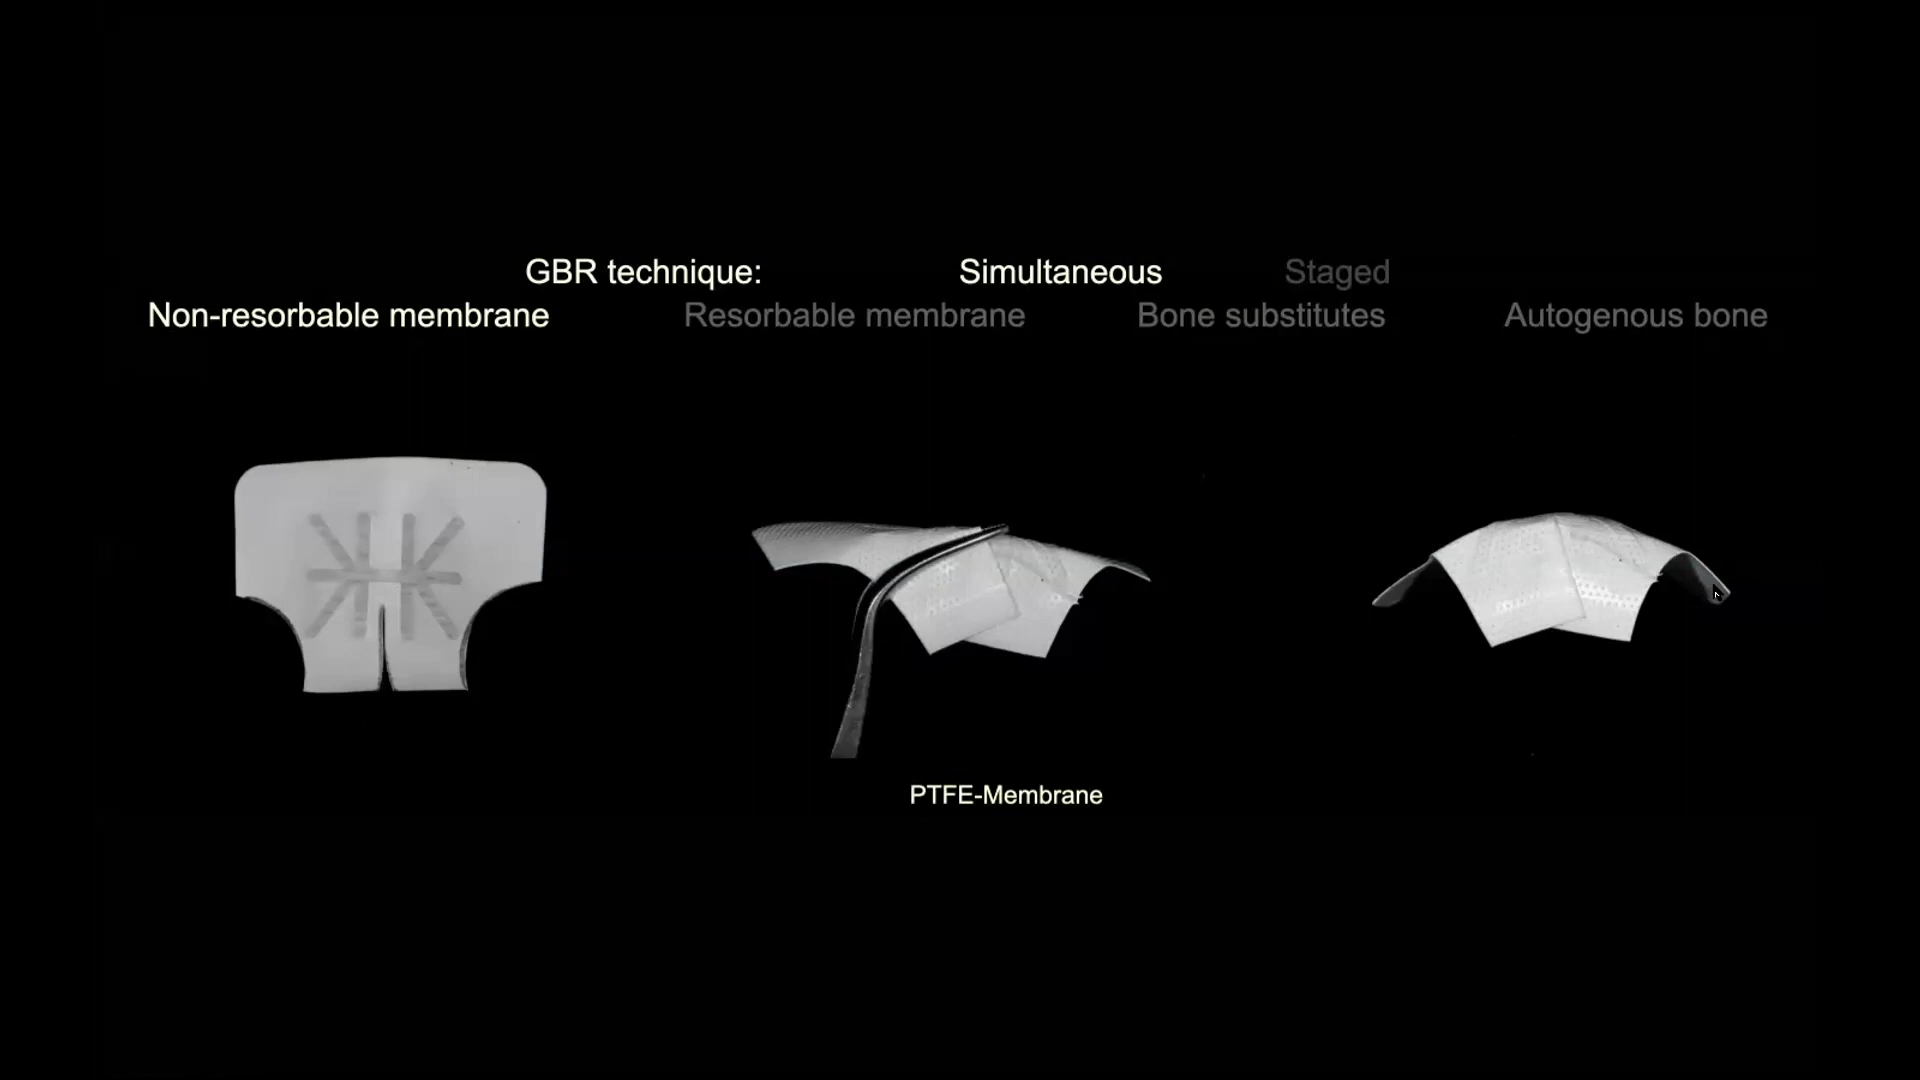 GBR technique: Simultaneous Staged
Non-resorbable membrane Resorbable membrane Bone substitutes Autogenous bone
PTFE-Membrane